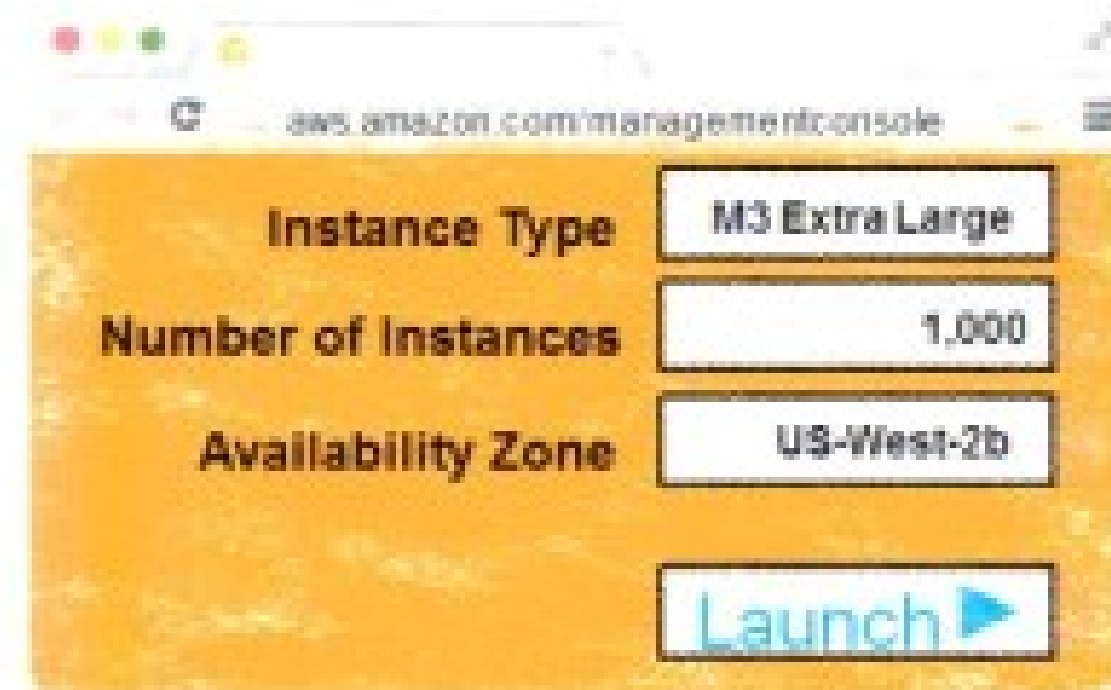 aws.amazon.com/managementconsole
Instance Type M3 Extra Large
Number of Instances 1,000
Availability Zone US-West-2b
Launch